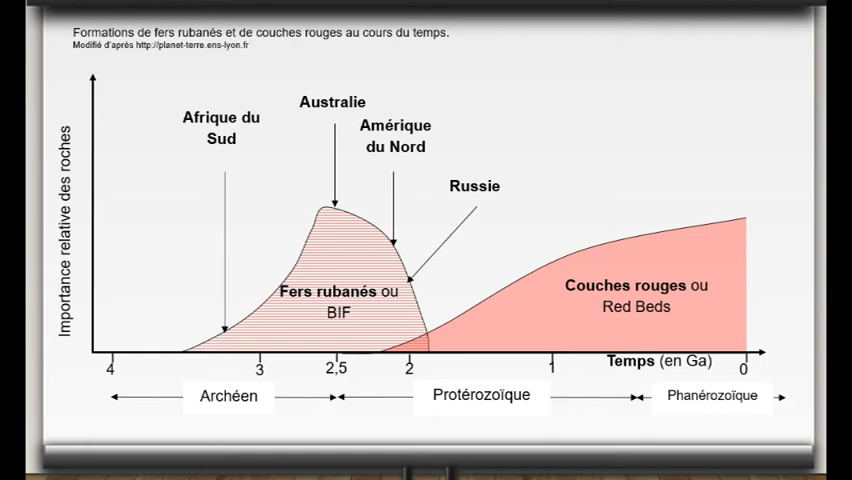 Formations de fers rubanés et de couches rouges au cours du temps.
Modifié d'après http://planet-terre.ens-lyon.fr
Importance relative des roches
Afrique du
Sud
Australie
Amérique
du Nord
Russie
Fers rubanés ou
BIF
Couches rouges ou
Red Beds
4
3
2,5
2
1
0
Temps (en Ga)
Archéen
Protérozoïque
Phanérozoïque